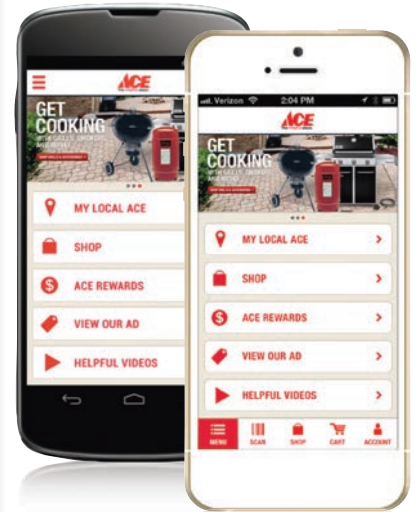 ACE
GET
COOKING
MY LOCAL ACE
SHOP
ACE REWARDS
VIEW OUR AD
HELPFUL VIDEOS
Verizon 2:04 PM
ACE
GET
COOKING
MY LOCAL ACE
SHOP
ACE REWARDS
VIEW OUR AD
HELPFUL VIDEOS
MENU SCAN SHOP CART ACCOUNT